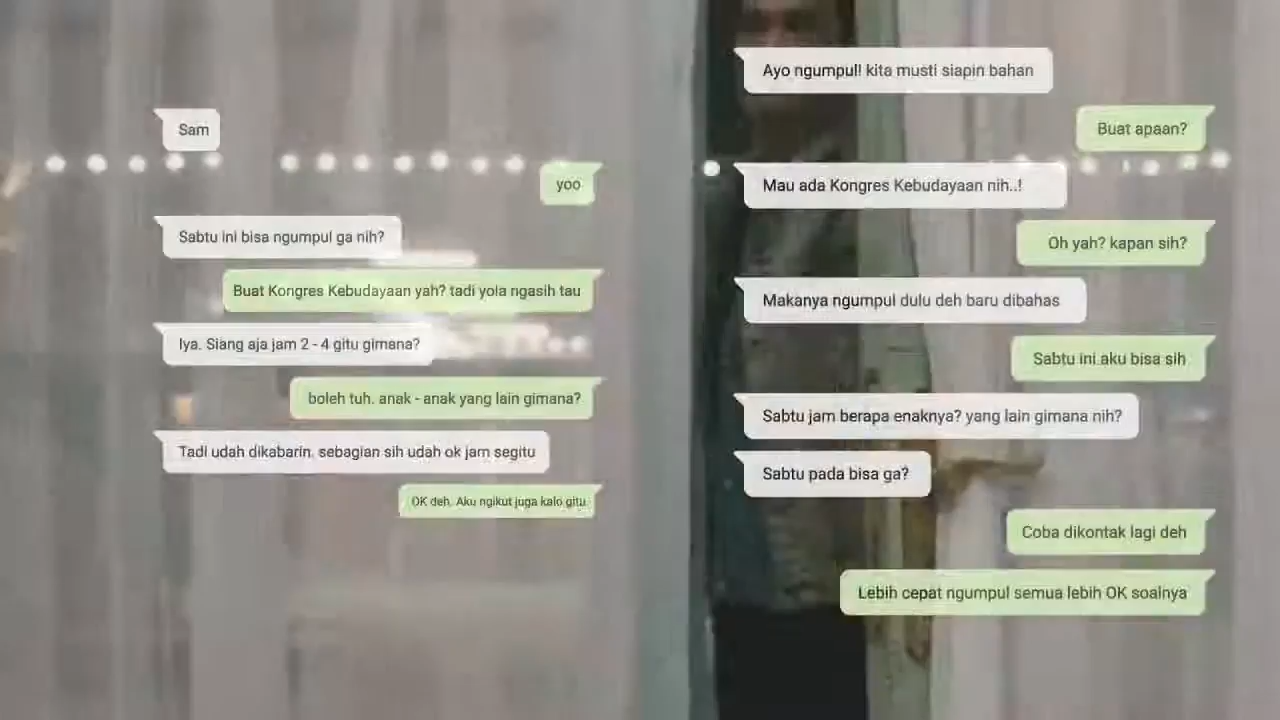 Sam
yoo
Sabtu ini bisa ngumpul ga nih?
Buat Kongres Kebudayaan yah? tadi yola ngasih tau
Iya. Siang aja jam 2 - 4 gitu gimana?
boleh tuh. anak - anak yang lain gimana?
Tadi udah dikabarin. sebagian sih udah ok jam segitu
OK deh. Aku ngikut juga kalo gitu
Ayo ngumpul! kita musti siapin bahan
Buat apaan?
Mau ada Kongres Kebudayaan nih..!
Oh yah? kapan sih?
Makanya ngumpul dulu deh baru dibahas
Sabtu ini aku bisa sih
Sabtu jam berapa enaknya? yang lain gimana nih?
Sabtu pada bisa ga?
Coba dikontak lagi deh
Lebih cepat ngumpul semua lebih OK soalnya